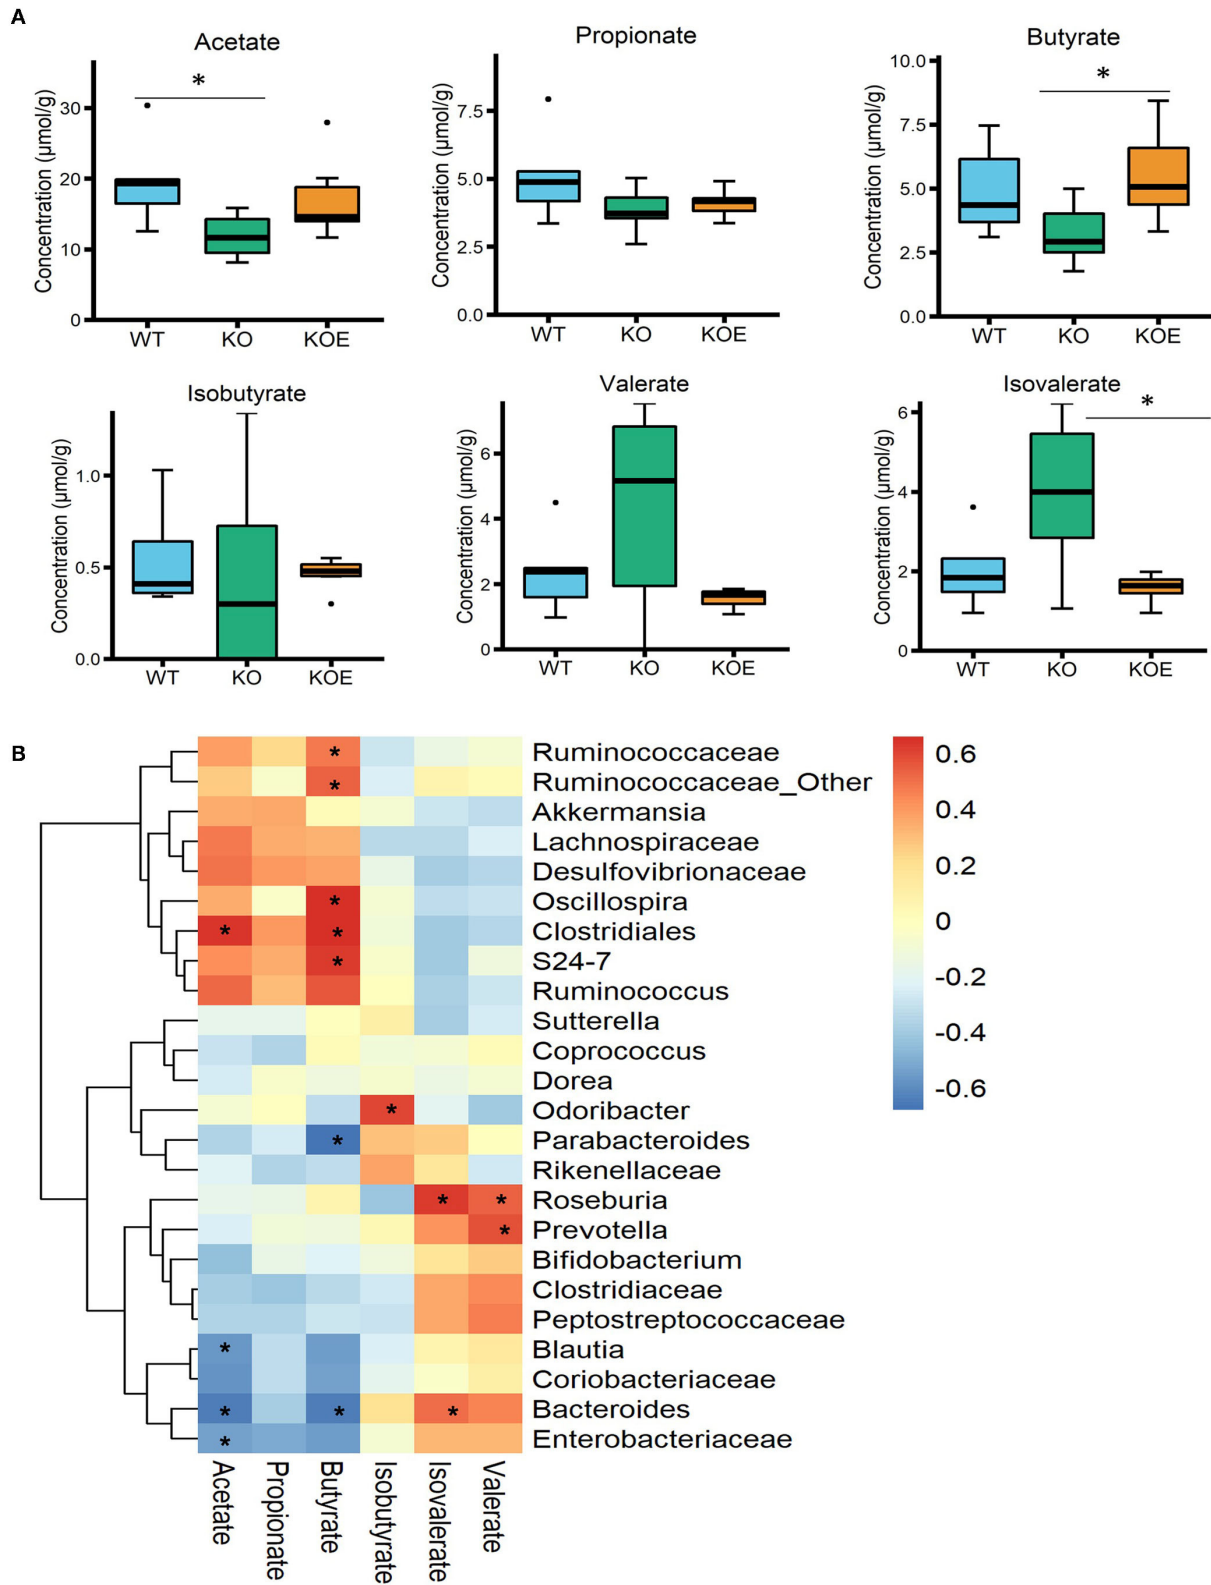 A
Acetate
Propionate
Butyrate
*
*
Concentration (µmol/g)
30
20
10
0
WT
KO
KOE
Concentration (µmol/g)
7.5
5.0
2.5
0.0
WT
KO
KOE
Concentration (µmol/g)
10.0
7.5
5.0
2.5
0.0
WT
KO
KOE
Isobutyrate
Valerate
Isovalerate
*
Concentration (µmol/g)
1.0
0.5
0.0
WT
KO
KOE
Concentration (µmol/g)
6
4
2
0
WT
KO
KOE
Concentration (µmol/g)
6
4
2
0
WT
KO
KOE
B
* Ruminococcaceae
* Ruminococcaceae_Other
Akkermansia
Lachnospiraceae
Desulfovibrionaceae
* Oscillospira
* * Clostridiales
* S24-7
Ruminococcus
Sutterella
Coprococcus
Dorea
* Odoribacter
* Parabacteroides
Rikenellaceae
* * Roseburia
* Prevotella
Bifidobacterium
Clostridiaceae
Peptostreptococcaceae
* Blautia
Coriobacteriaceae
* * * Bacteroides
* Enterobacteriaceae
0.6
0.4
0.2
0
-0.2
-0.4
-0.6
Acetate
Propionate
Butyrate
Isobutyrate
Isovalerate
Valerate